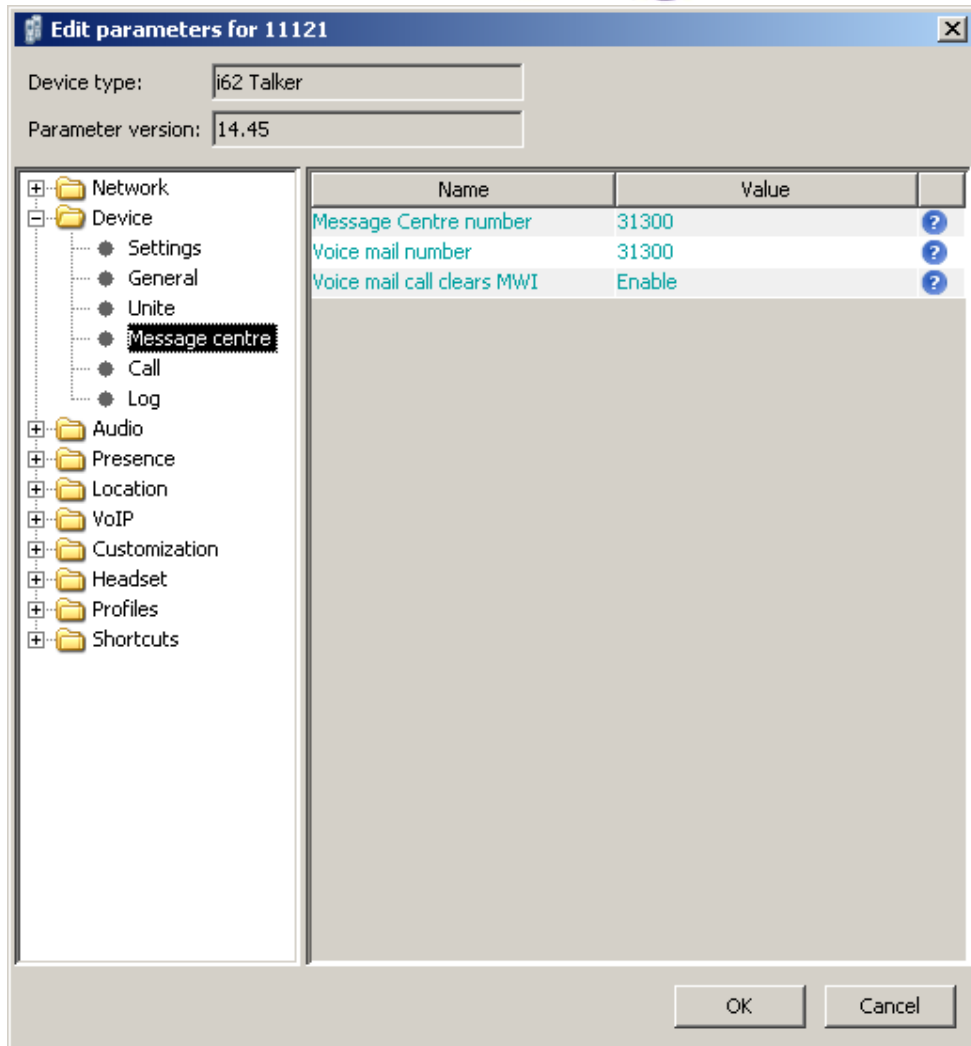 Edit parameters for 11121
Device type: i62 Talker
Parameter version: 14.45
Network
Device
Settings
General
Unite
Message centre
Call
Log
Audio
Presence
Location
VoIP
Customization
Headset
Profiles
Shortcuts
Name Value
Message Centre number 31300 ?
Voice mail number 31300 ?
Voice mail call clears MWI Enable ?
OK Cancel